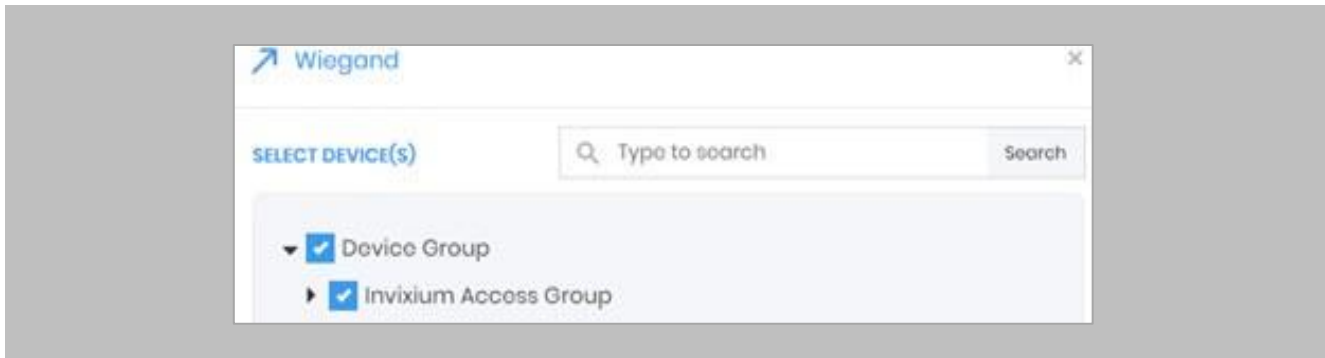 Wiegand
SELECT DEVICE(S)
Type to search
Search
Device Group
Invixium Access Group